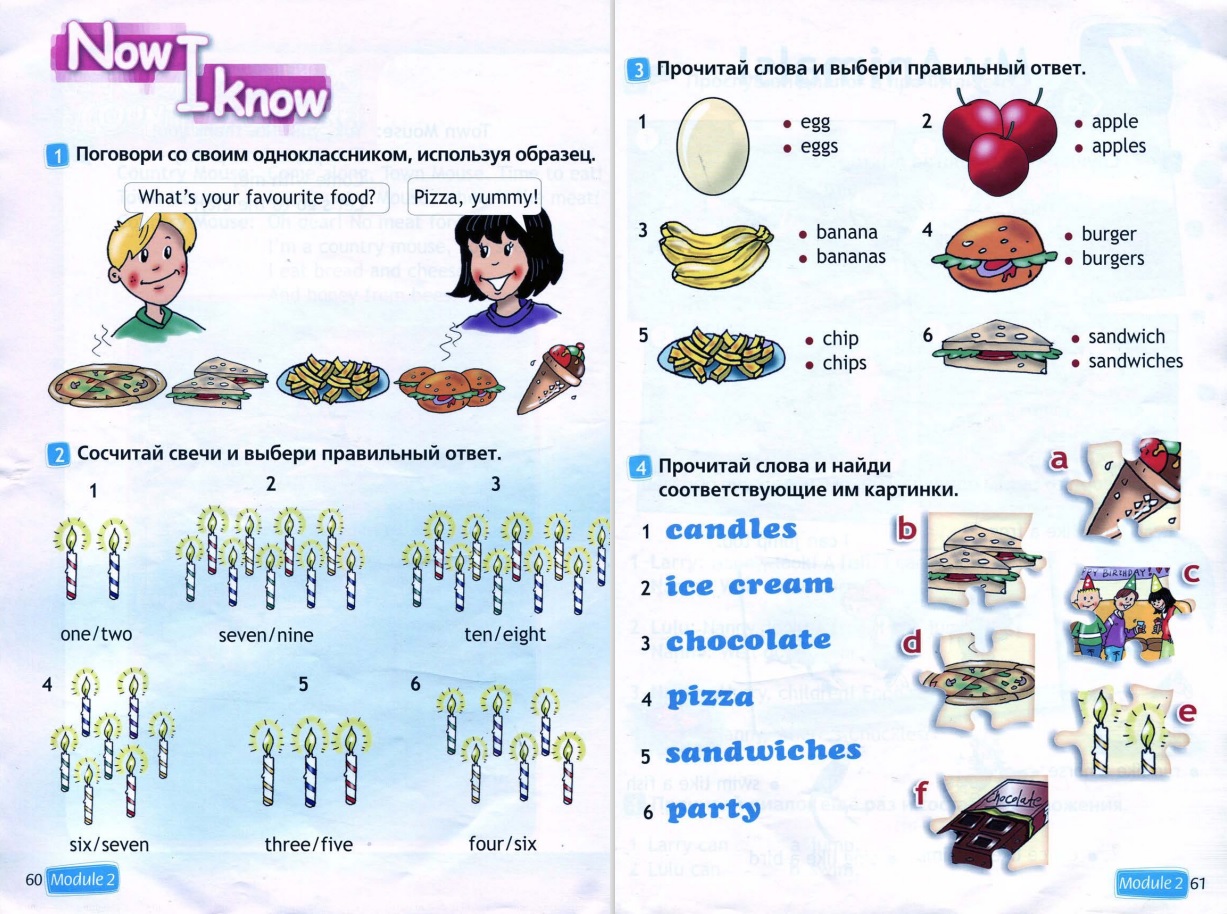 Now
I know
1 Поговори со своим одноклассником, используя образец.
What's your favourite food?
Pizza, yummy!
2 Сосчитай свечи и выбери правильный ответ.
1
2
3
one/two
seven/nine
ten/eight
4
5
6
six/seven
three/five
four/six
60 Module 2
3 Прочитай слова и выбери правильный ответ.
1
• egg
• eggs
2
• apple
• apples
3
• banana
• bananas
4
• burger
• burgers
5
• chip
• chips
6
• sandwich
• sandwiches
4 Прочитай слова и найди
соответствующие им картинки.
1 candles
2 ice cream
3 chocolate
4 pizza
5 sandwiches
6 party
a
b
c
BIRTHDAY
d
e
f
chocolate
Module 2 61